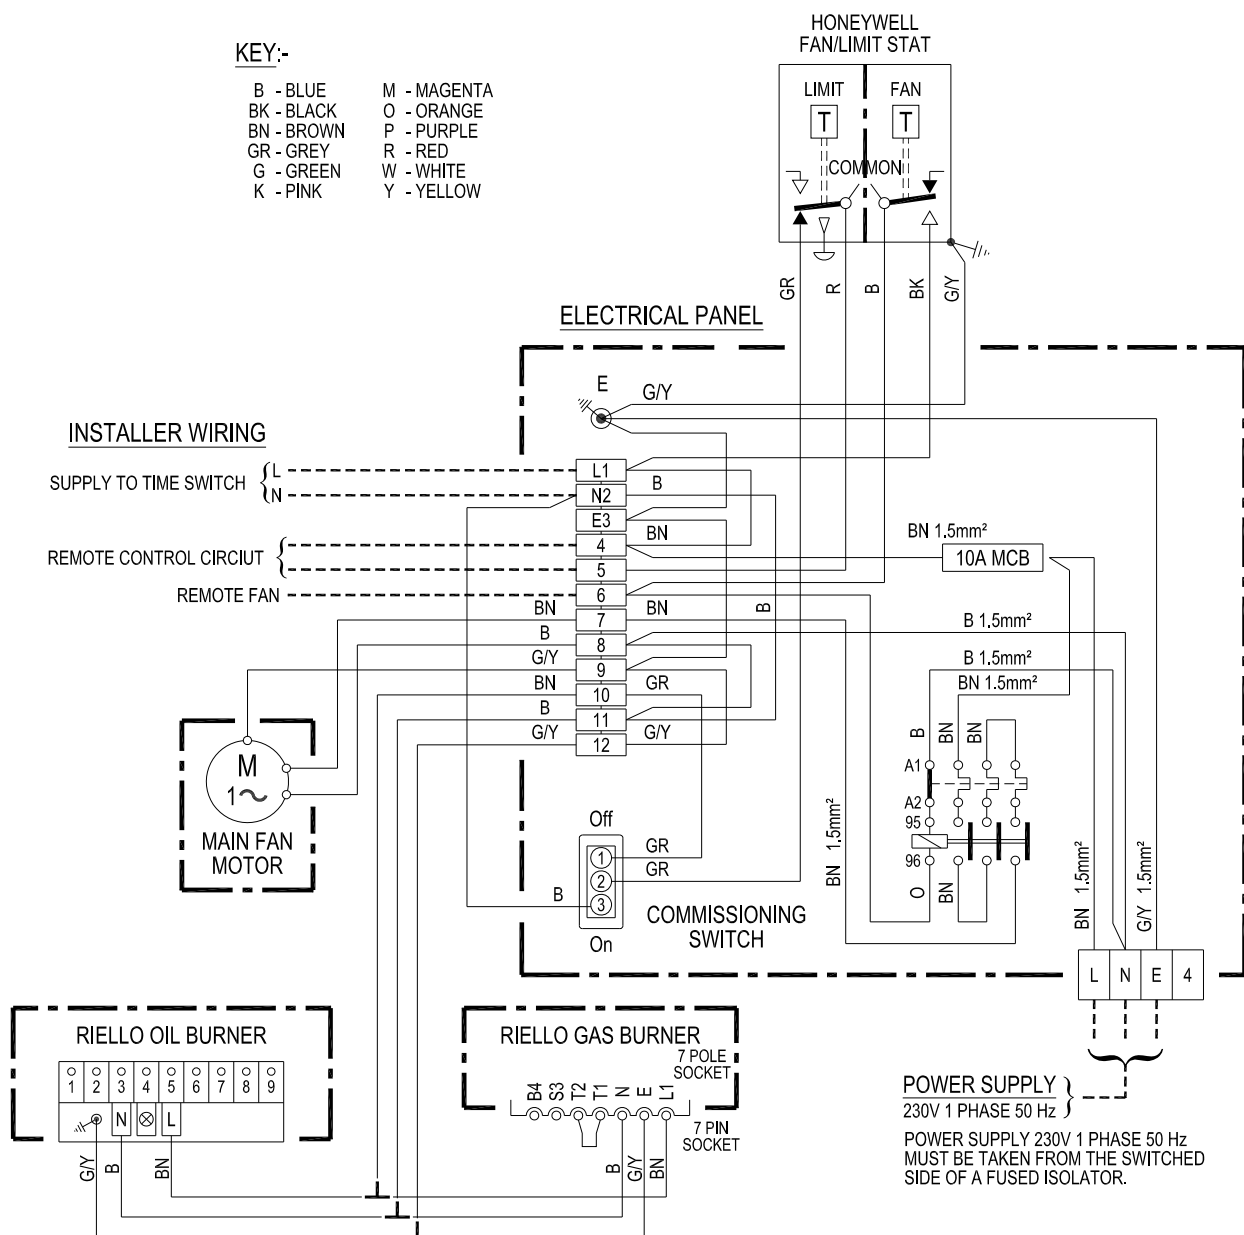 HONEYWELL
FAN/LIMIT STAT
KEY:-
B - BLUE
BK - BLACK
BN - BROWN
GR - GREY
G - GREEN
K - PINK
M - MAGENTA
O - ORANGE
P - PURPLE
R - RED
W - WHITE
Y - YELLOW
LIMIT
FAN
T
T
COMMON
GR
R
B
BK
G/Y
ELECTRICAL PANEL
E
G/Y
INSTALLER WIRING
SUPPLY TO TIME SWITCH
L
N
REMOTE CONTROL CIRCIUT
REMOTE FAN
L1
N2
E3
4
5
6
7
8
9
10
11
12
B
BN
BN
BN
B
G/Y
BN
B
G/Y
GR
G/Y
B
BN 1.5mm²
10A MCB
B 1.5mm²
B 1.5mm²
BN 1.5mm²
B
BN
BN
A1
A2
95
96
O
BN
BN 1.5mm²
BN 1.5mm²
G/Y 1.5mm²
M
1~
MAIN FAN
MOTOR
Off
1
2
3
On
GR
GR
B
COMMISSIONING
SWITCH
L N E 4
RIELLO OIL BURNER
1 2 3 4 5 6 7 8 9
N
L
G/Y
B
BN
RIELLO GAS BURNER
7 POLE
SOCKET
B4 S3 T2 T1 N E L1
7 PIN
SOCKET
B
G/Y
BN
POWER SUPPLY
230V 1 PHASE 50 Hz
POWER SUPPLY 230V 1 PHASE 50 Hz
MUST BE TAKEN FROM THE SWITCHED
SIDE OF A FUSED ISOLATOR.